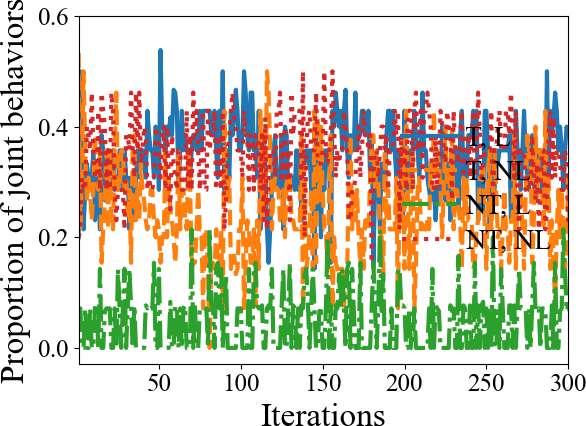 Proportion of joint behaviors
0.6
0.4
0.2
0.0
T, L
T, NL
NT, L
NT, NL
50 100 150 200 250 300
Iterations